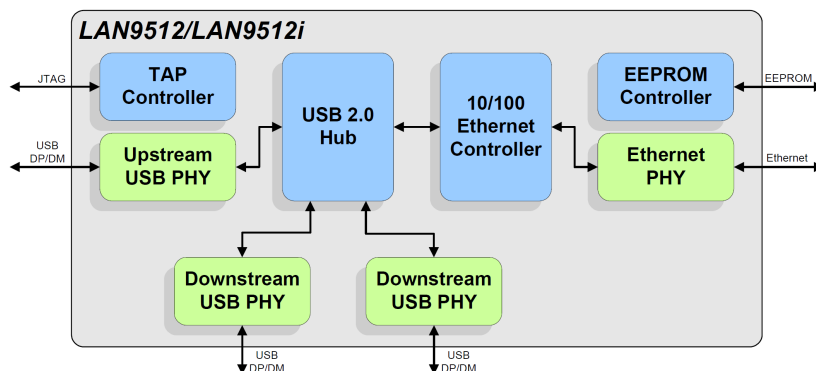 LAN9512/LAN9512i
JTAG
TAP
Controller
USB 2.0
Hub
10/100
Ethernet
Controller
EEPROM
Controller
EEPROM
USB
DP/DM
Upstream
USB PHY
Ethernet
PHY
Ethernet
Downstream
USB PHY
Downstream
USB PHY
USB
DP/DM
USB
DP/DM